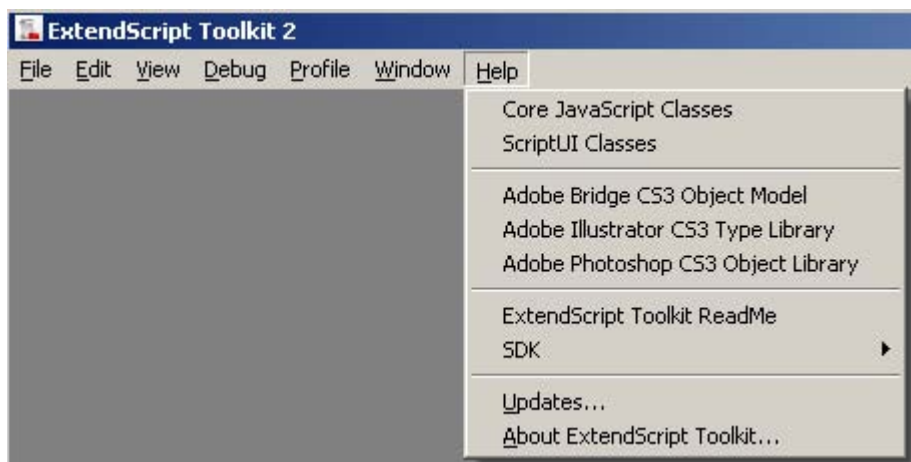 ExtendScript Toolkit 2
File Edit View Debug Profile Window Help
Core JavaScript Classes
ScriptUI Classes
Adobe Bridge CS3 Object Model
Adobe Illustrator CS3 Type Library
Adobe Photoshop CS3 Object Library
ExtendScript Toolkit ReadMe
SDK
Updates...
About ExtendScript Toolkit...